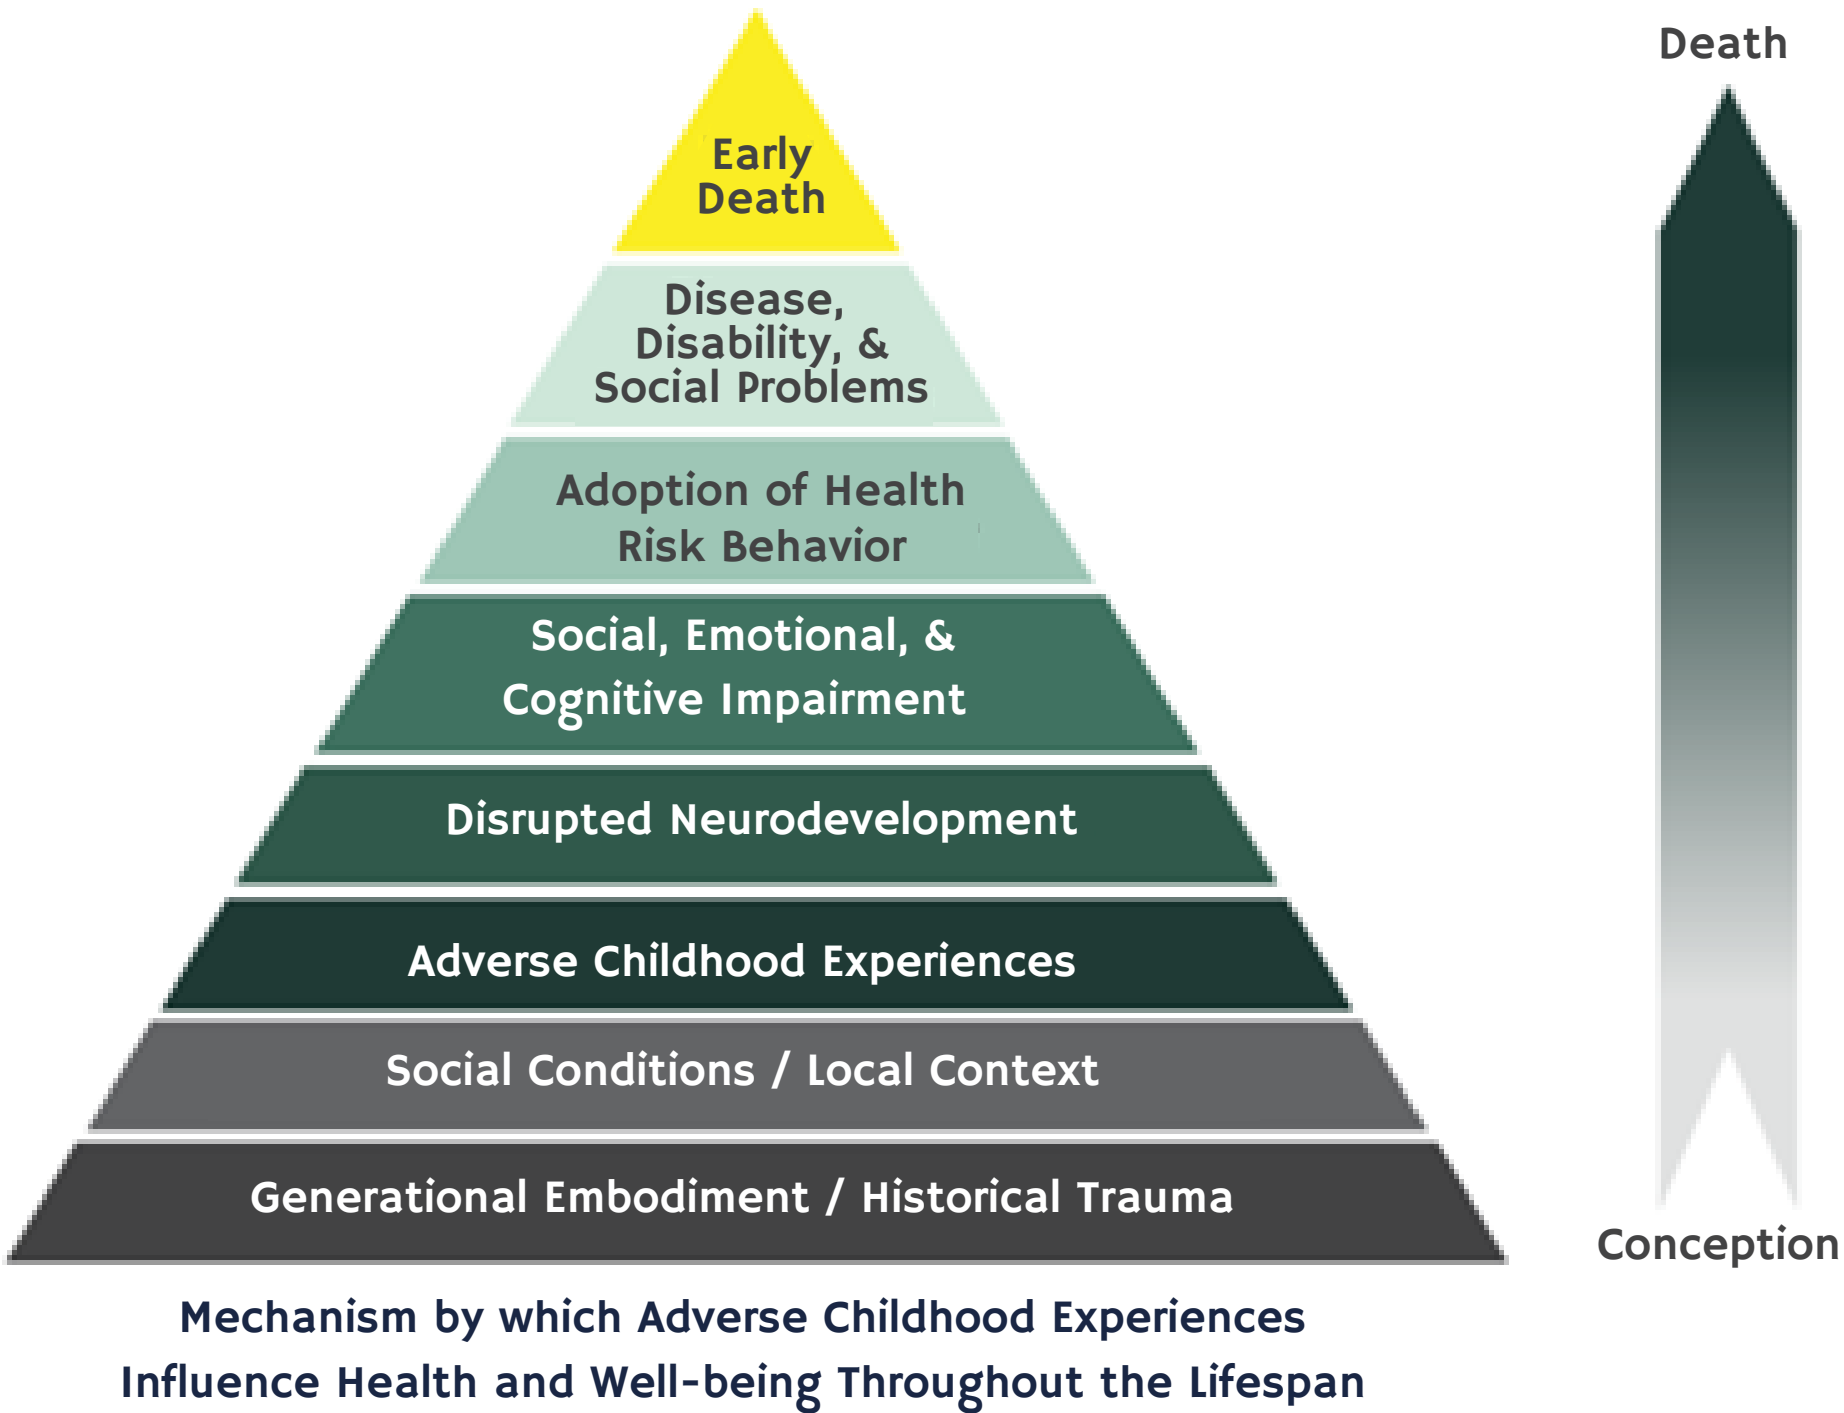 Death
Early
Death
Disease,
Disability, &
Social Problems
Adoption of Health
Risk Behavior
Social, Emotional, &
Cognitive Impairment
Disrupted Neurodevelopment
Adverse Childhood Experiences
Social Conditions / Local Context
Generational Embodiment / Historical Trauma
Conception
Mechanism by which Adverse Childhood Experiences
Influence Health and Well-being Throughout the Lifespan